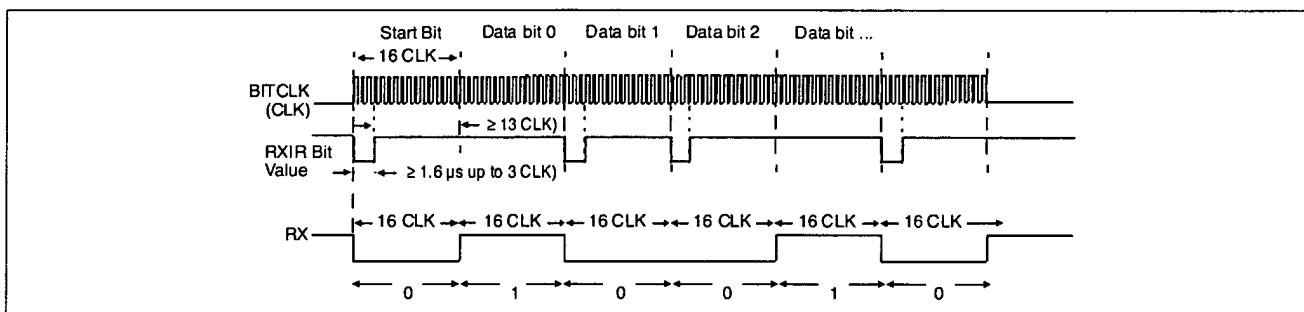 Start Bit Data bit 0 Data bit 1 Data bit 2 Data bit ...
16 CLK
BITCLK
(CLK)
≥ 13 CLK)
RXIR Bit
Value
≥ 1.6 µs up to 3 CLK)
16 CLK 16 CLK 16 CLK 16 CLK 16 CLK 16 CLK
RX
0 1 0 0 1 0